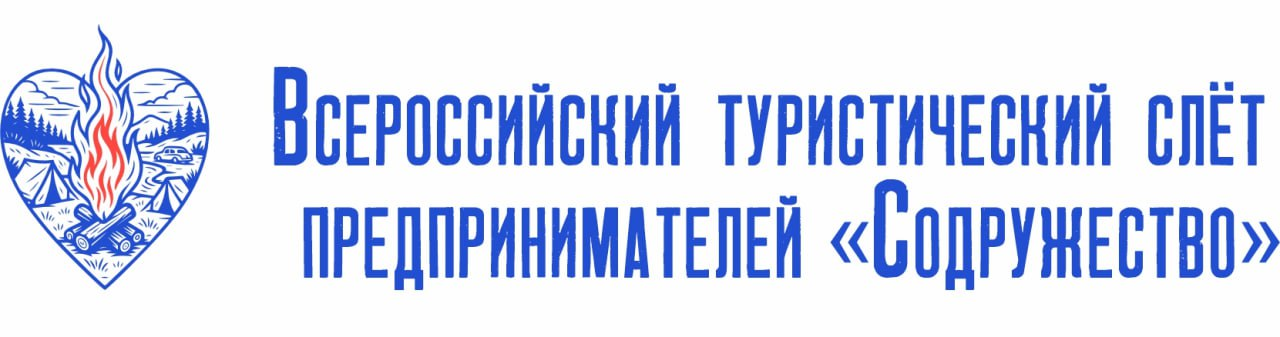 Всероссийский туристический слёт
предпринимателей «Содружество»